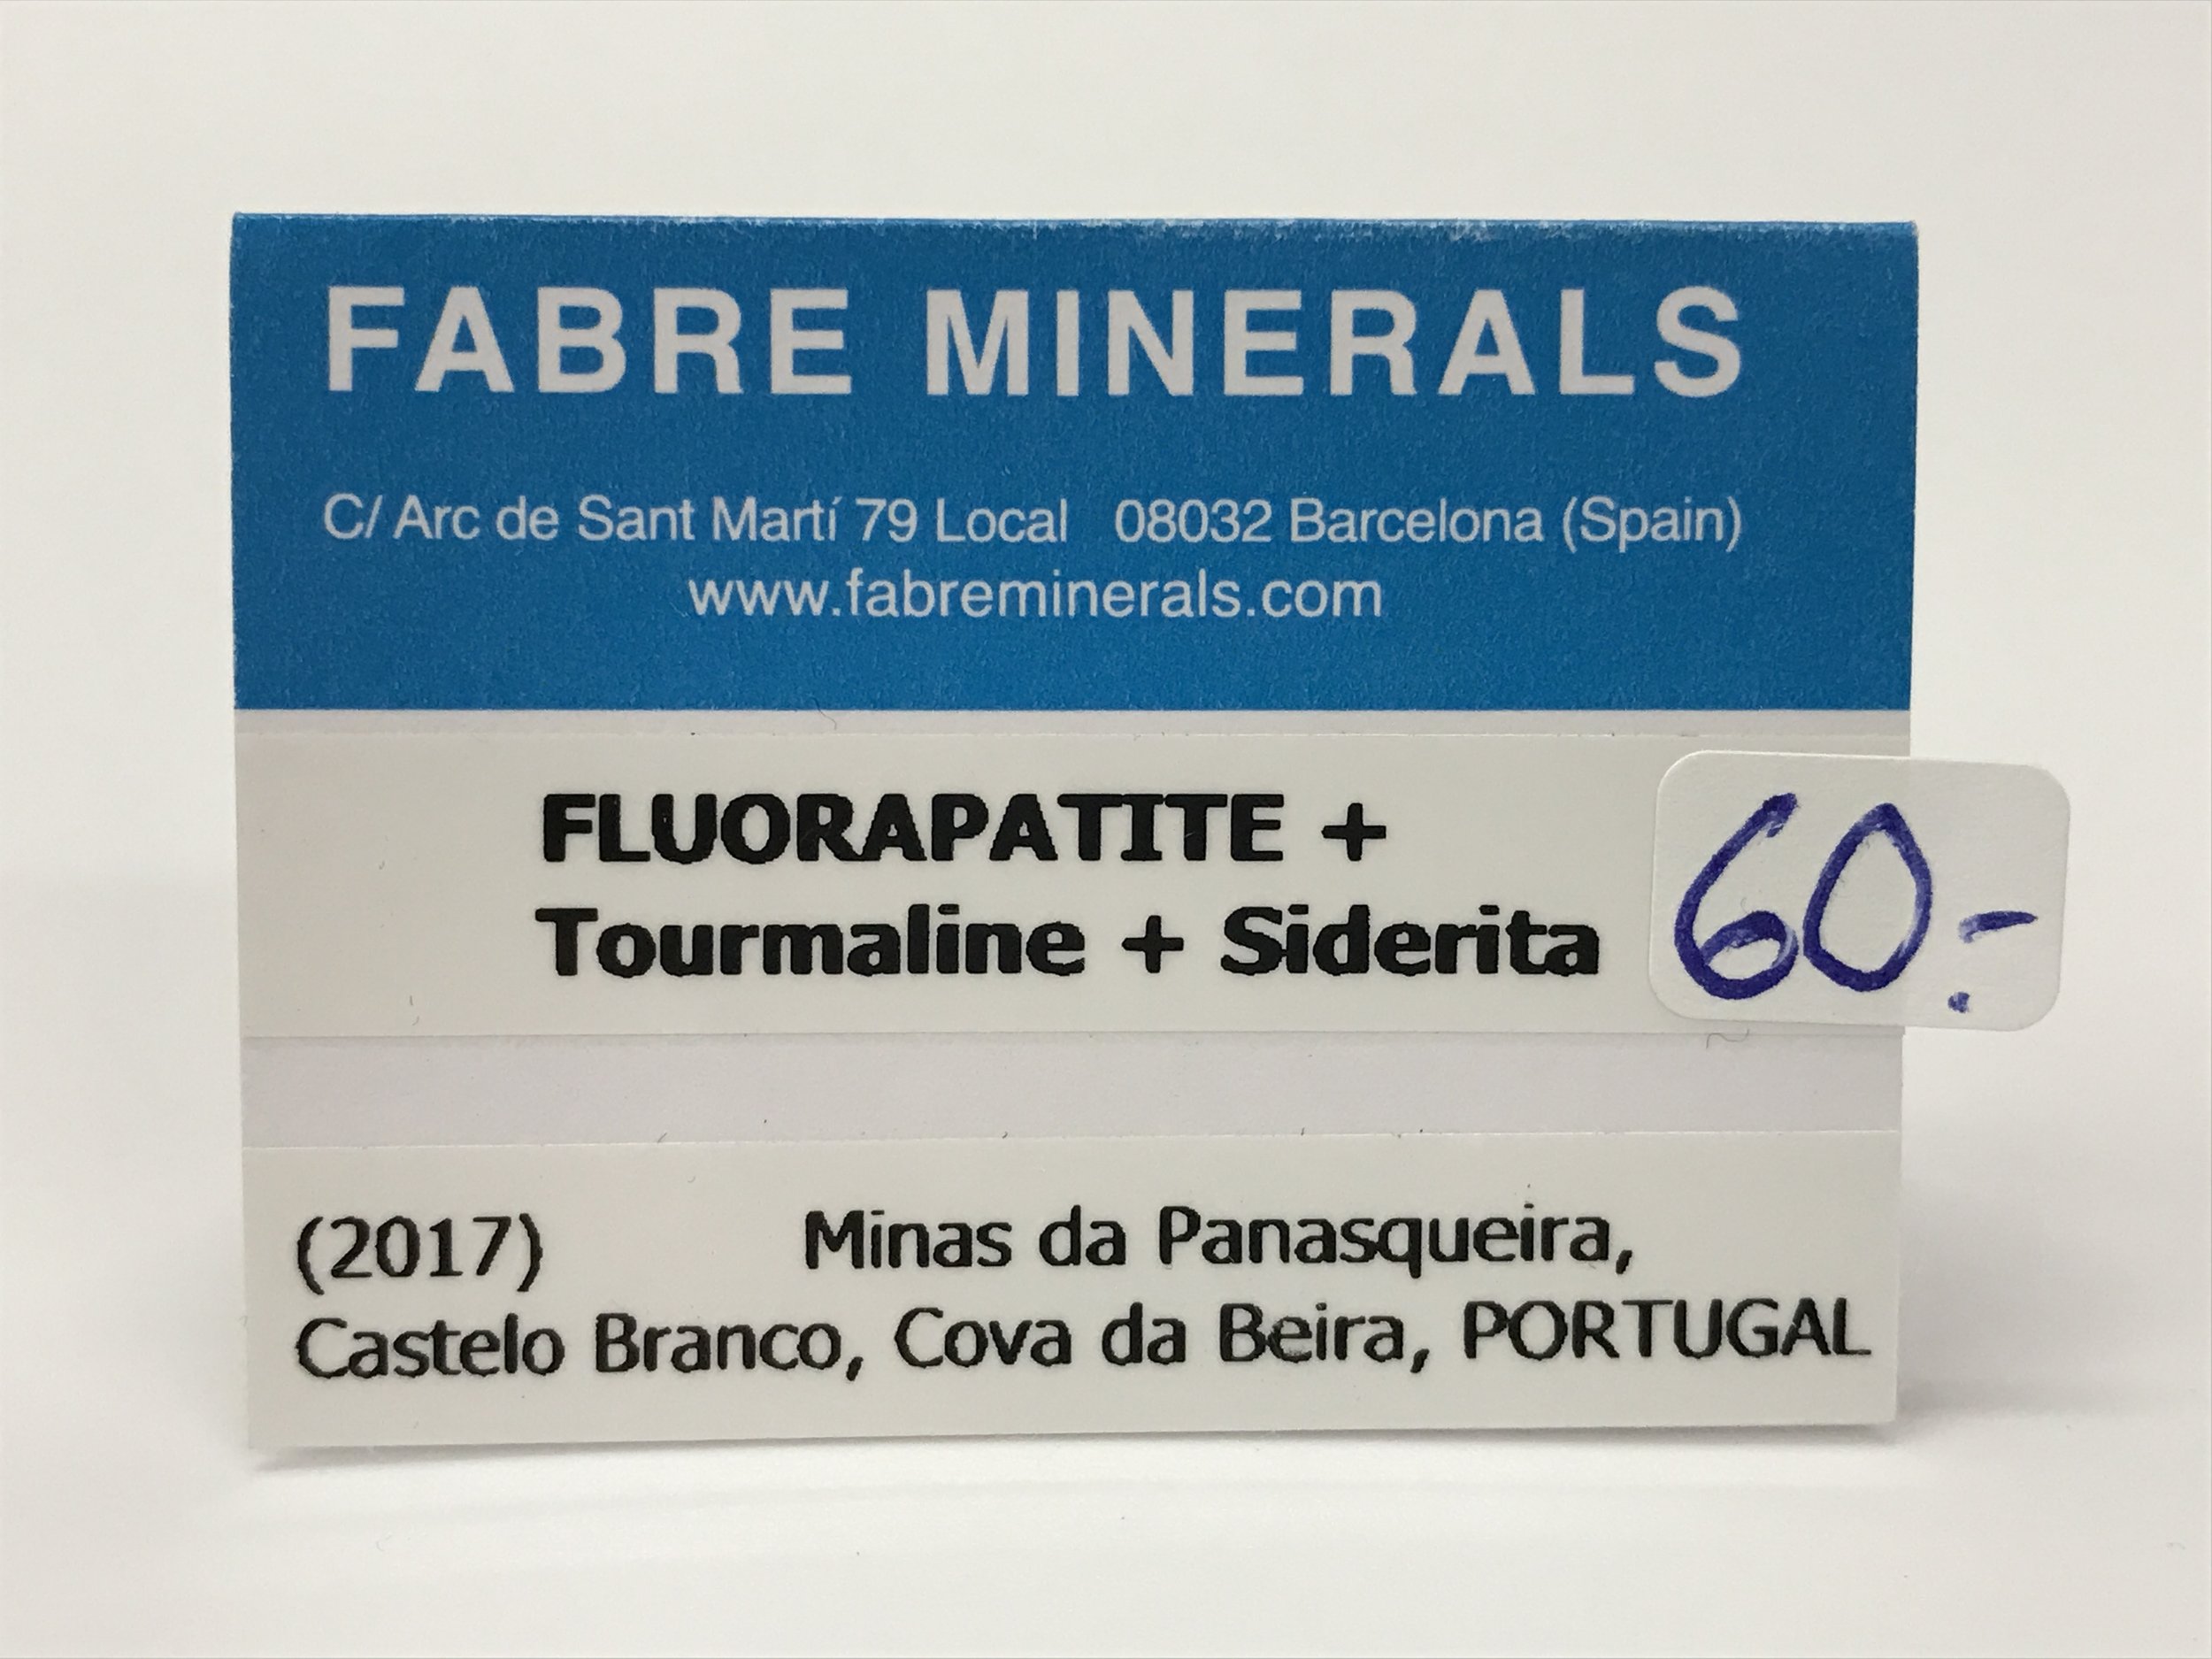 FABRE MINERALS
C/ Arc de Sant Martí 79 Local 08032 Barcelona (Spain)
www.fabreminerals.com
FLUORAPATITE +
Tourmaline + Siderita
60.-
(2017) Minas da Panasqueira,
Castelo Branco, Cova da Beira, PORTUGAL